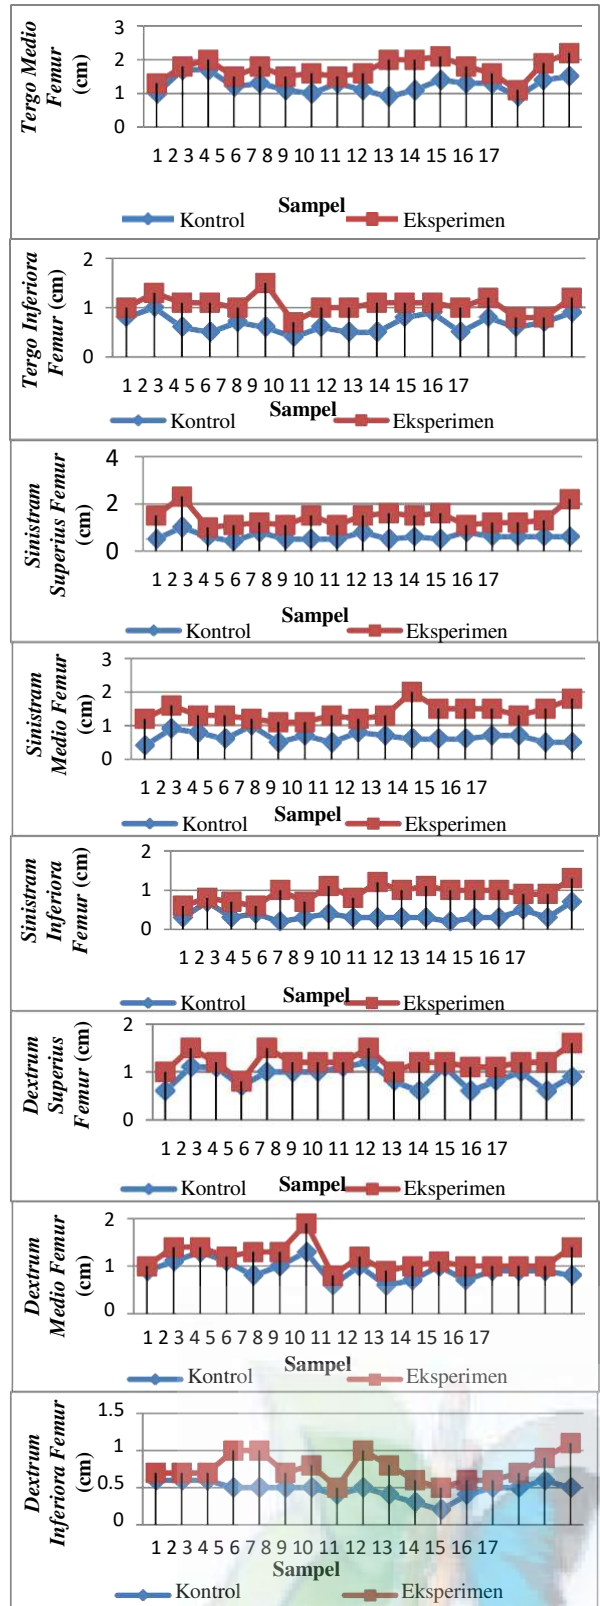 Tergo Medio
Femur
(cm)
3
2
1
0
1 2 3 4 5 6 7 8 9 10 11 12 13 14 15 16 17
Sampel
Kontrol Eksperimen
Tergo Inferiora
Femur (cm)
2
1
0
1 2 3 4 5 6 7 8 9 10 11 12 13 14 15 16 17
Sampel
Kontrol Eksperimen
Sinistram
Superius Femur
(cm)
4
2
0
1 2 3 4 5 6 7 8 9 10 11 12 13 14 15 16 17
Sampel
Kontrol Eksperimen
Sinistram
Medio Femur
(cm)
3
2
1
0
1 2 3 4 5 6 7 8 9 10 11 12 13 14 15 16 17
Sampel
Kontrol Eksperimen
Sinistram
Inferiora
Femur (cm)
2
1
0
1 2 3 4 5 6 7 8 9 10 11 12 13 14 15 16 17
Sampel
Kontrol Eksperimen
Dextrum
Superius
Femur (cm)
2
1
0
1 2 3 4 5 6 7 8 9 10 11 12 13 14 15 16 17
Sampel
Kontrol Eksperimen
Dextrum
Medio Femur
(cm)
2
1
0
1 2 3 4 5 6 7 8 9 10 11 12 13 14 15 16 17
Sampel
Kontrol Eksperimen
Dextrum
Inferiora Femur
(cm)
1.5
1
0.5
0
1 2 3 4 5 6 7 8 9 10 11 12 13 14 15 16 17
Sampel
Kontrol Eksperimen